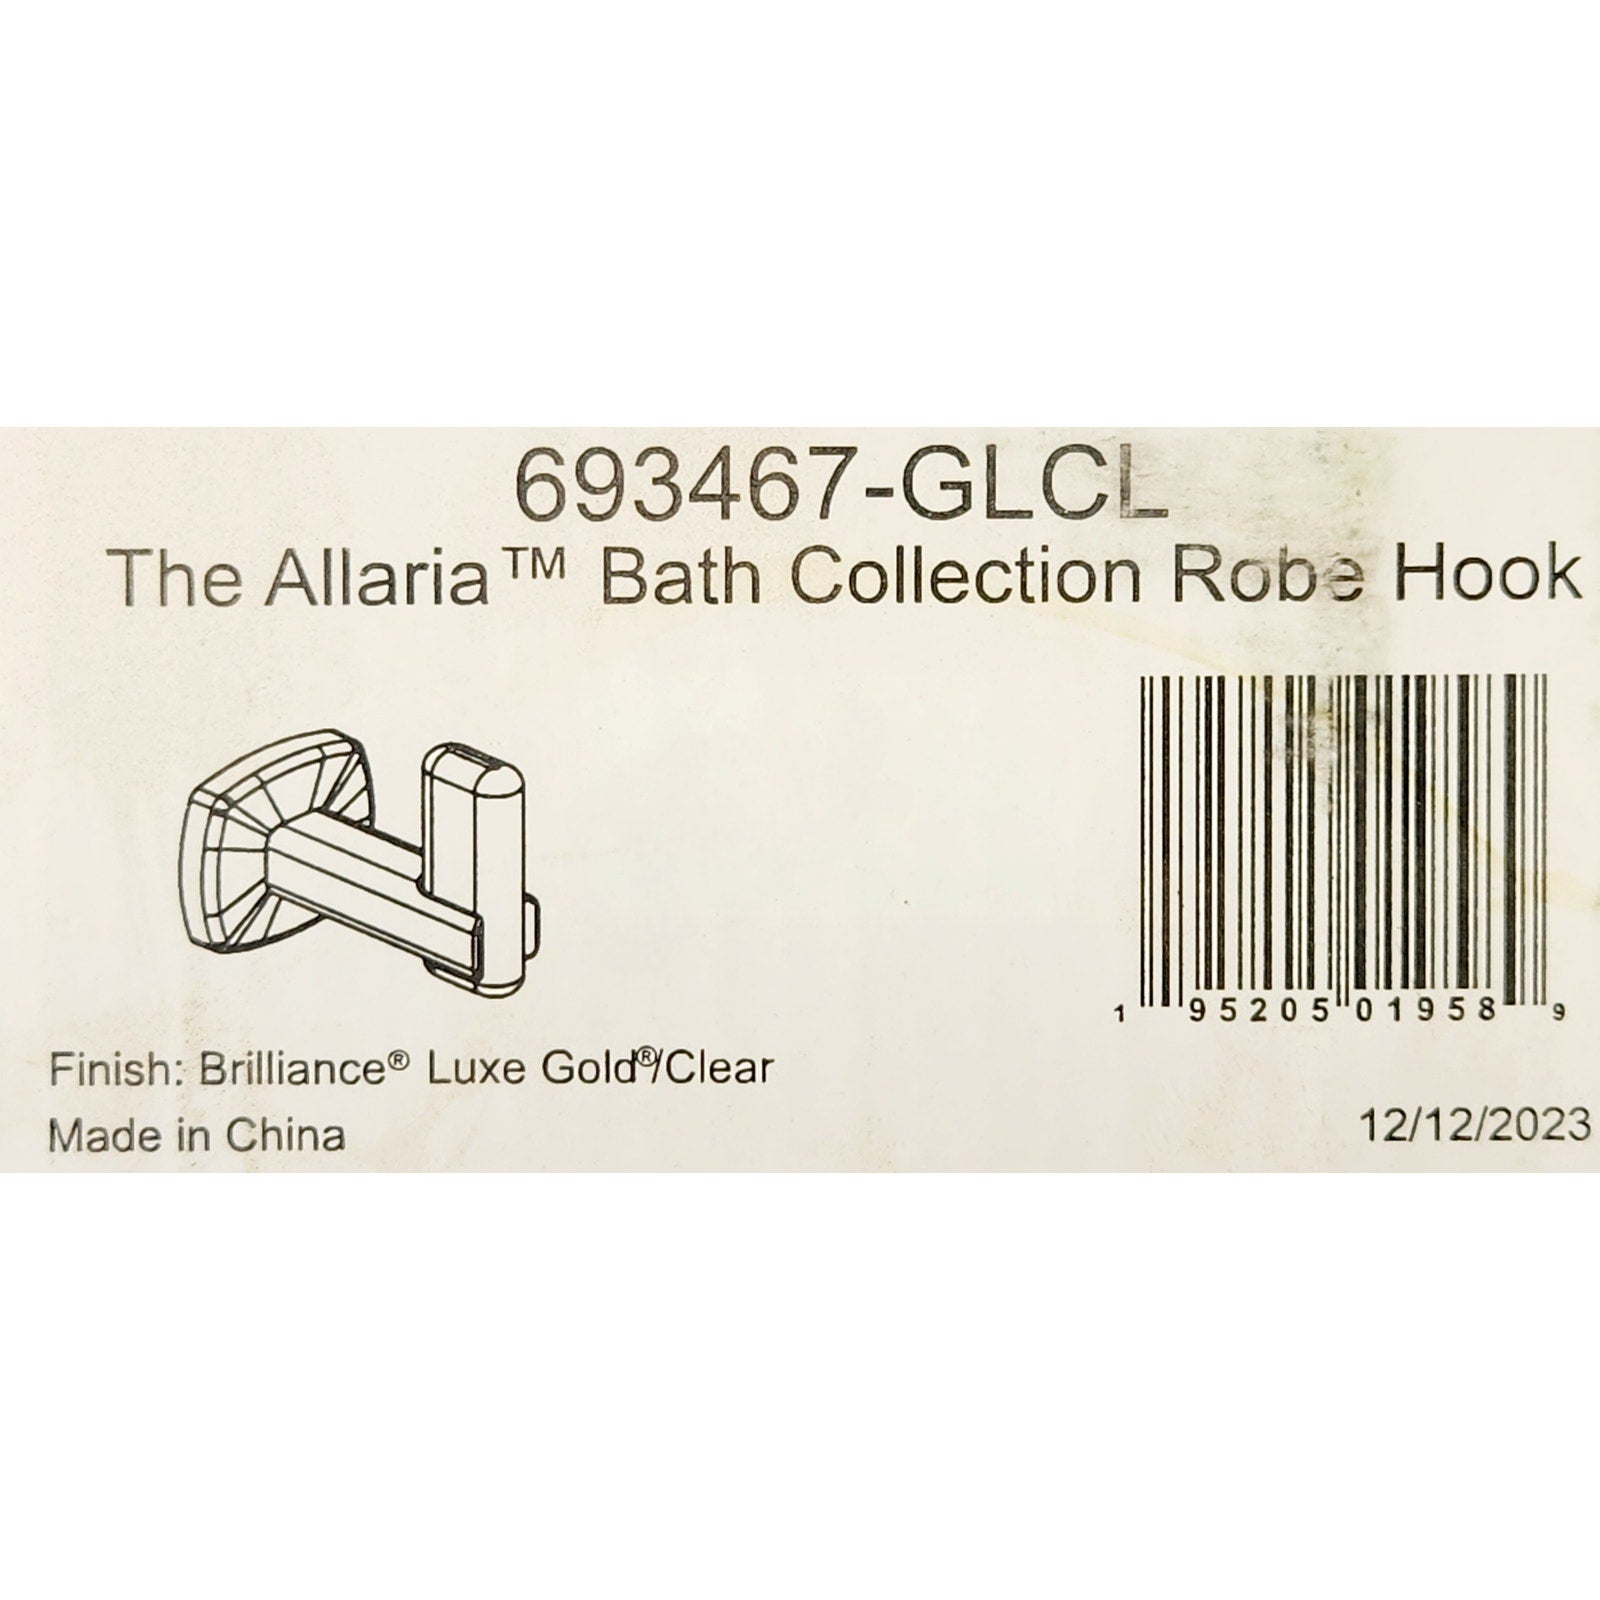 693467-GLCL
The Allaria™ Bath Collection Robe Hook
1 95205 01958 9
Finish: Brilliance® Luxe Gold®/Clear
Made in China
12/12/2023